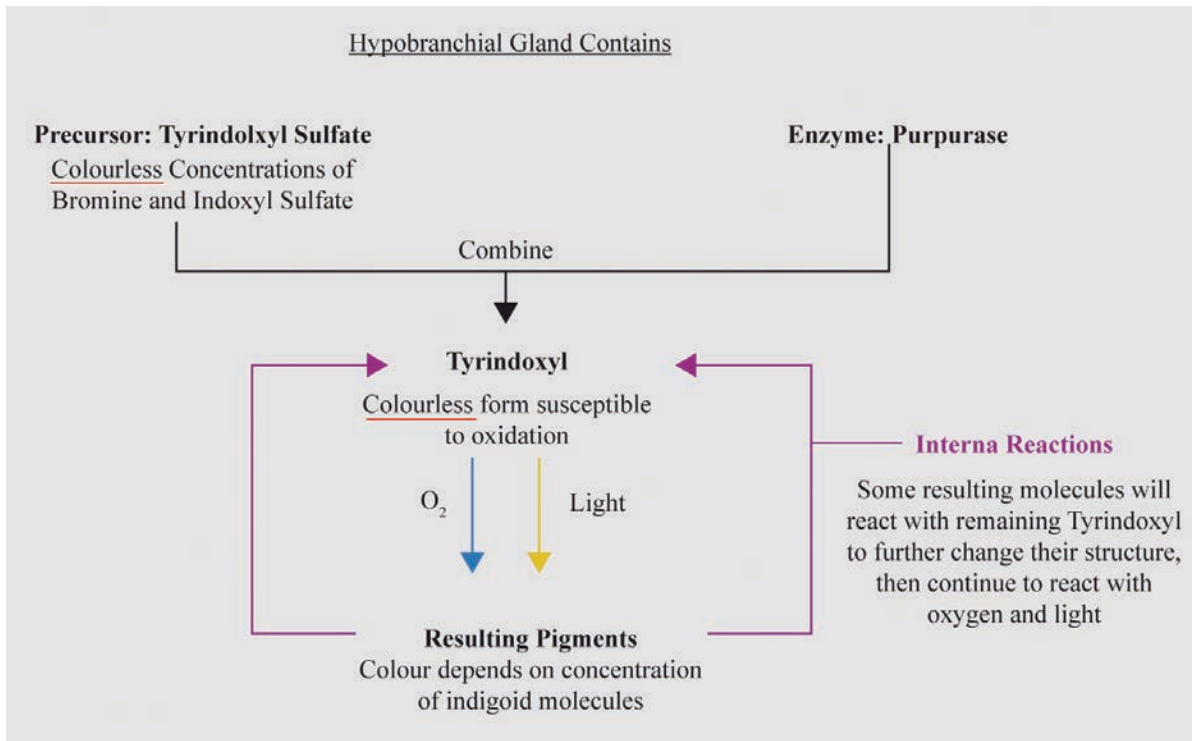 Hypobranchial Gland Contains
Precursor: Tyrindolxyl Sulfate
Colourless Concentrations of
Bromine and Indoxyl Sulfate
Enzyme: Purpurase
Combine
Tyrindoxyl
Colourless form susceptible
to oxidation
O₂
Light
Interna Reactions
Some resulting molecules will
react with remaining Tyrindoxyl
to further change their structure,
then continue to react with
oxygen and light
Resulting Pigments
Colour depends on concentration
of indigoid molecules